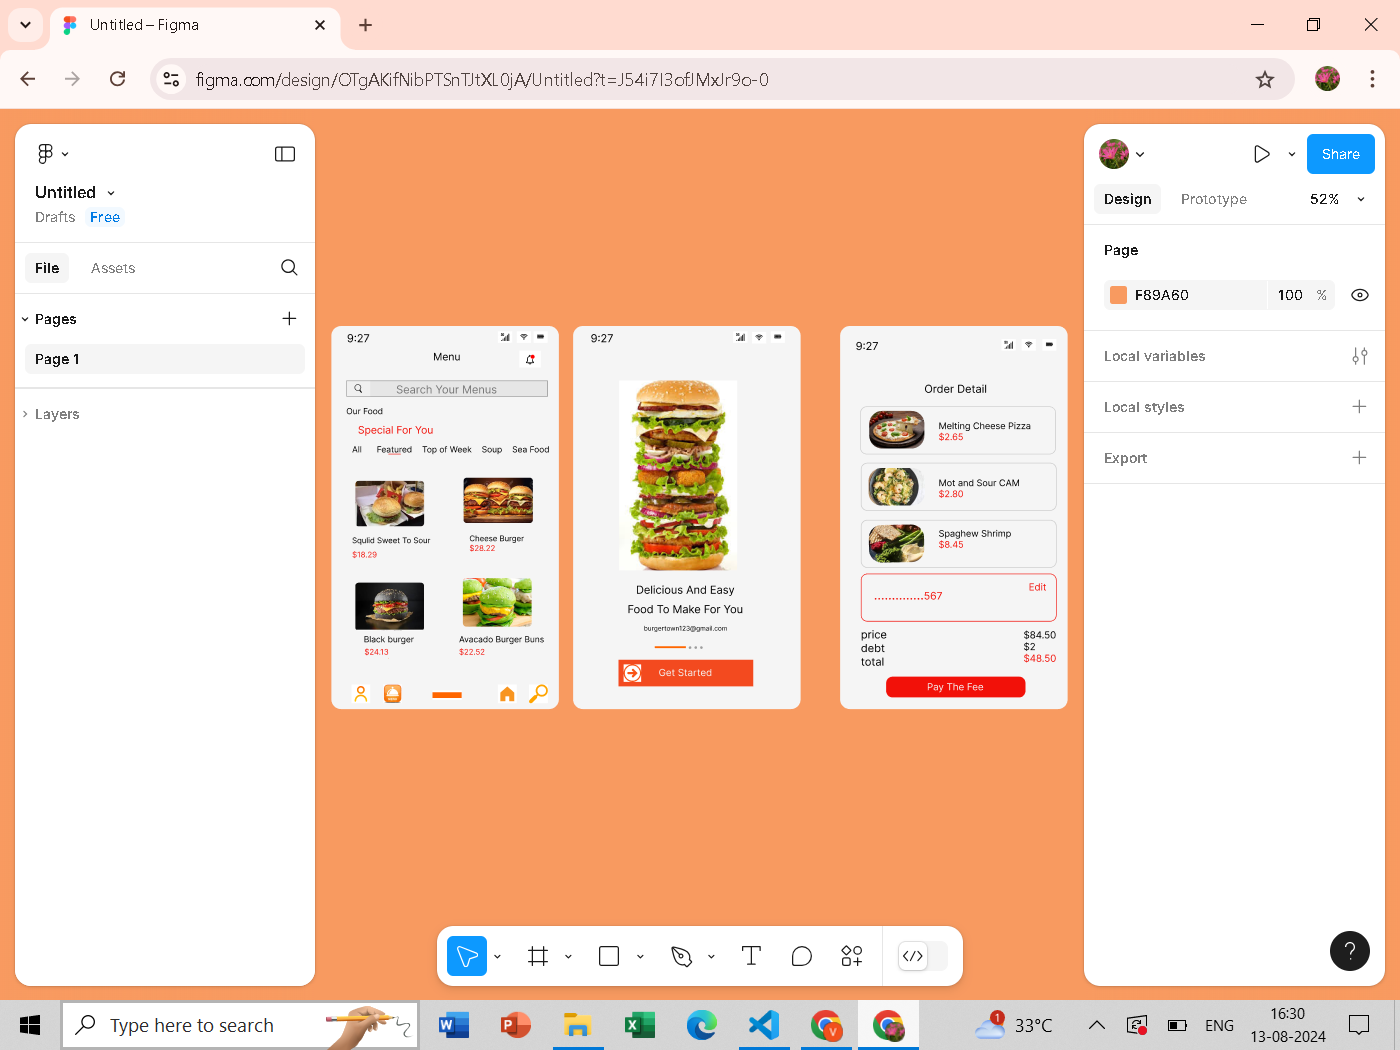 Untitled – Figma
figma.com/design/OTgAKifNibPTSnTJtXL0jA/Untitled?t=J54i7I3ofJMxJr9o-0
Untitled
Drafts Free
File Assets
Pages
Page 1
Layers
9:27
Menu
Search Your Menus
Our Food
Special For You
All Featured Top of Week Soup Sea Food
Squlid Sweet To Sour
$18.29
Cheese Burger
$28.22
Black burger
$24.13
Avacado Burger Buns
$22.52
9:27
Delicious And Easy
Food To Make For You
burgertown123@gmail.com
Get Started
9:27
Order Detail
Melting Cheese Pizza
$2.65
Mot and Sour CAM
$2.80
Spaghew Shrimp
$8.45
Edit
..............567
price $84.50
debt $2
total $48.50
Pay The Fee
Share
Design Prototype 52%
Page
F89A60 100 %
Local variables
Local styles
Export
?
Type here to search
W
P
X
V
1
33°C
ENG
16:30
13-08-2024